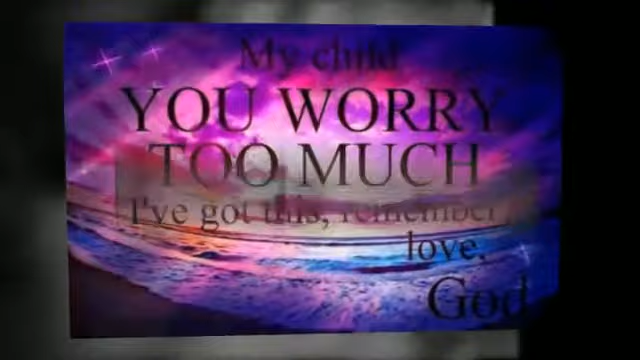 My child
YOU WORRY
TOO MUCH
I've got this, remember
love,
God